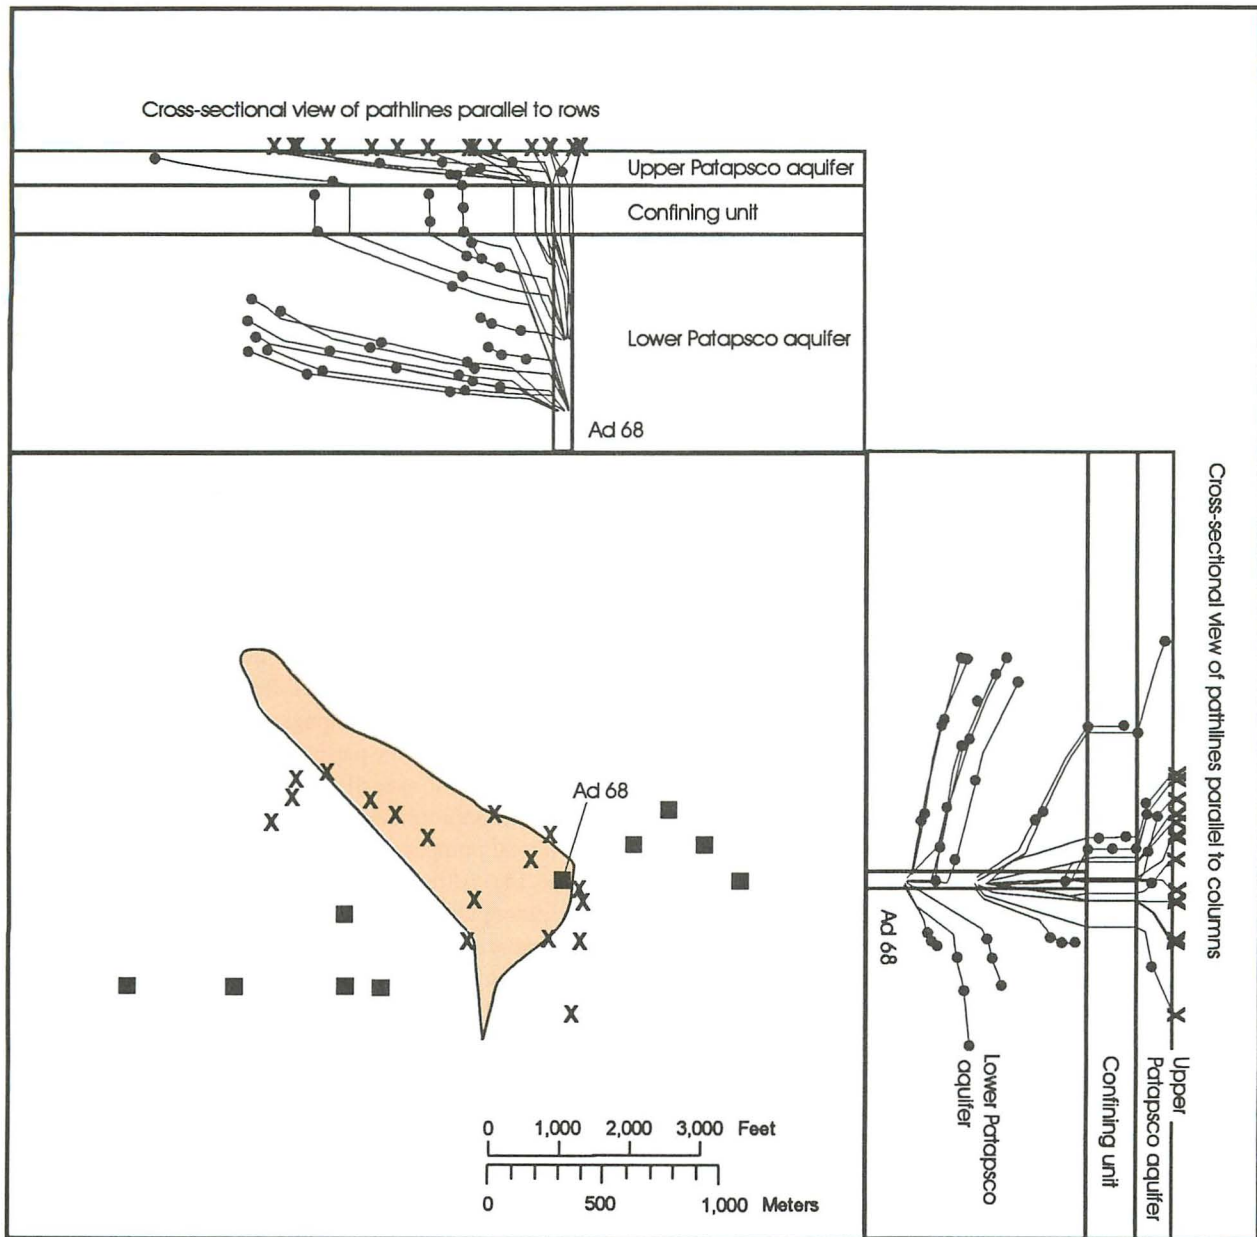 Cross-sectional view of pathlines parallel to rows
X X X X X X X X X X X X X
Upper Patapsco aquifer
Confining unit
Lower Patapsco aquifer
Ad 68
Cross-sectional view of pathlines parallel to columns
Ad 68
Ad 68
Lower Patapsco
aquifer
Confining unit
Upper
Patapsco aquifer
0 1,000 2,000 3,000 Feet
0 500 1,000 Meters